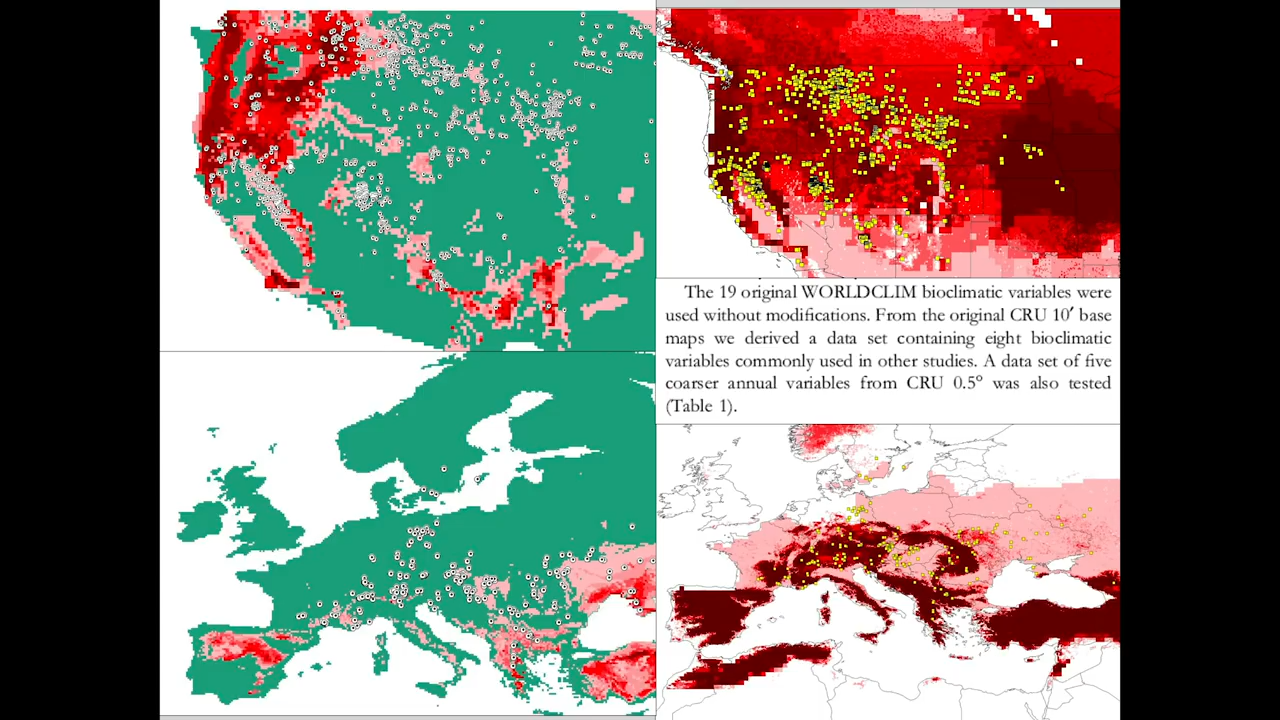 The 19 original WORLDCLIM bioclimatic variables were
used without modifications. From the original CRU 10′ base
maps we derived a data set containing eight bioclimatic
variables commonly used in other studies. A data set of five
coarser annual variables from CRU 0.5° was also tested
(Table 1).